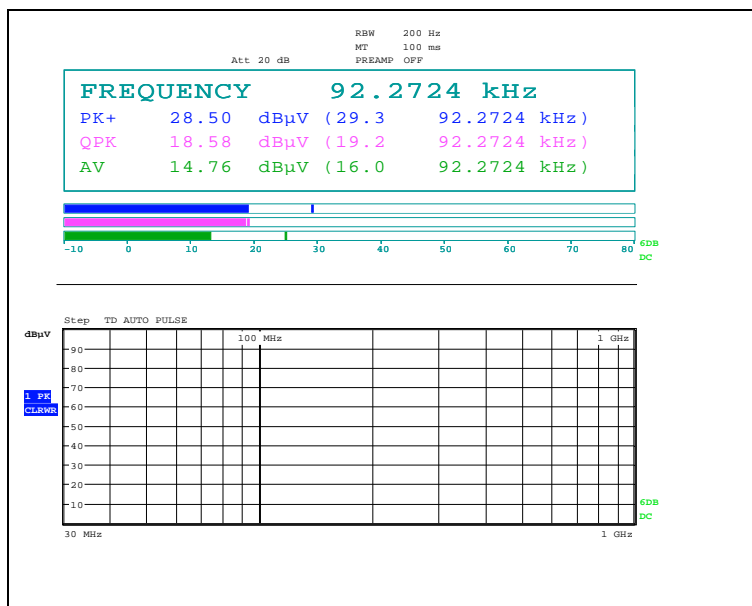 RBW 200 Hz
MT 100 ms
Att 20 dB PREAMP OFF
FREQUENCY 92.2724 kHz
PK+ 28.50 dBµV (29.3 92.2724 kHz)
QPK 18.58 dBµV (19.2 92.2724 kHz)
AV 14.76 dBµV (16.0 92.2724 kHz)
-10 0 10 20 30 40 50 60 70 80
6DB
DC
Step TD AUTO PULSE
dBµV
100 MHz 1 GHz
90
80
70
1 PK
CLRWR
60
50
40
30
20
10
6DB
DC
30 MHz 1 GHz